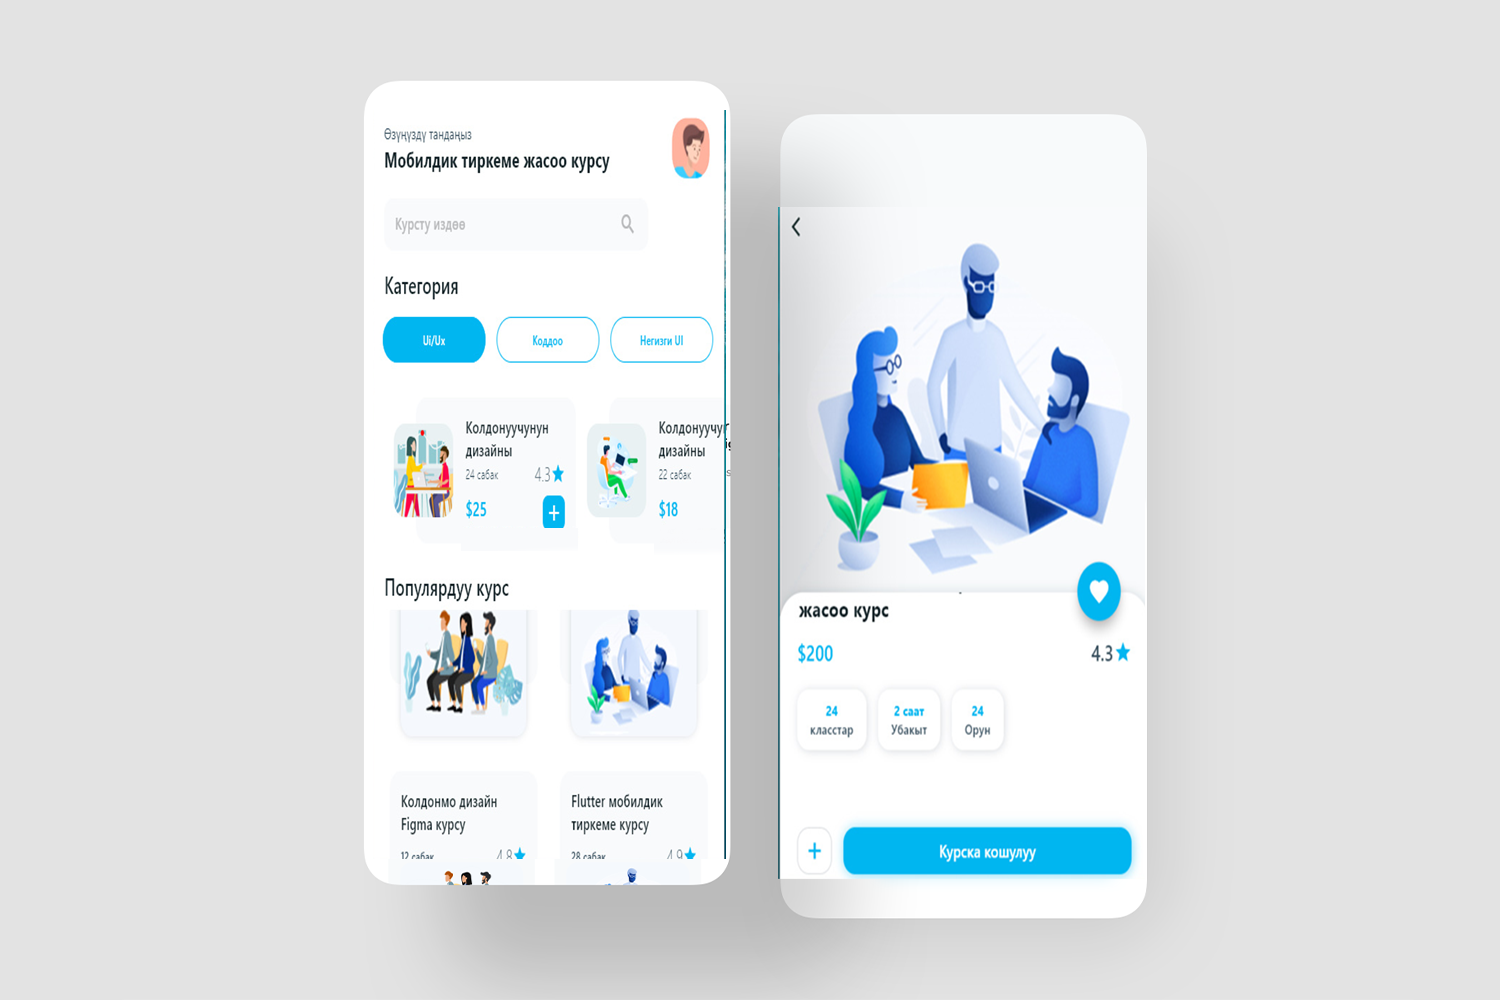 Өзүңүздү тандаңыз
Мобилдик тиркеме жасоо курсу
Курсту издөө
Категория
Ui/Ux
Коддоо
Негизги UI
Колдонуучунун
дизайны
24 сабак
4.3
$25
+
дизайны
22 сабак
$18
Популярдуу курс
Колдонмо дизайн
Figma курсу
12 сабак
4.8
Flutter мобилдик
тиркеме курсу
28 сабак
4.9
жасоо курс
$200
4.3
24
класстар
2 саат
Убакыт
24
Орун
+
Курска кошулуу